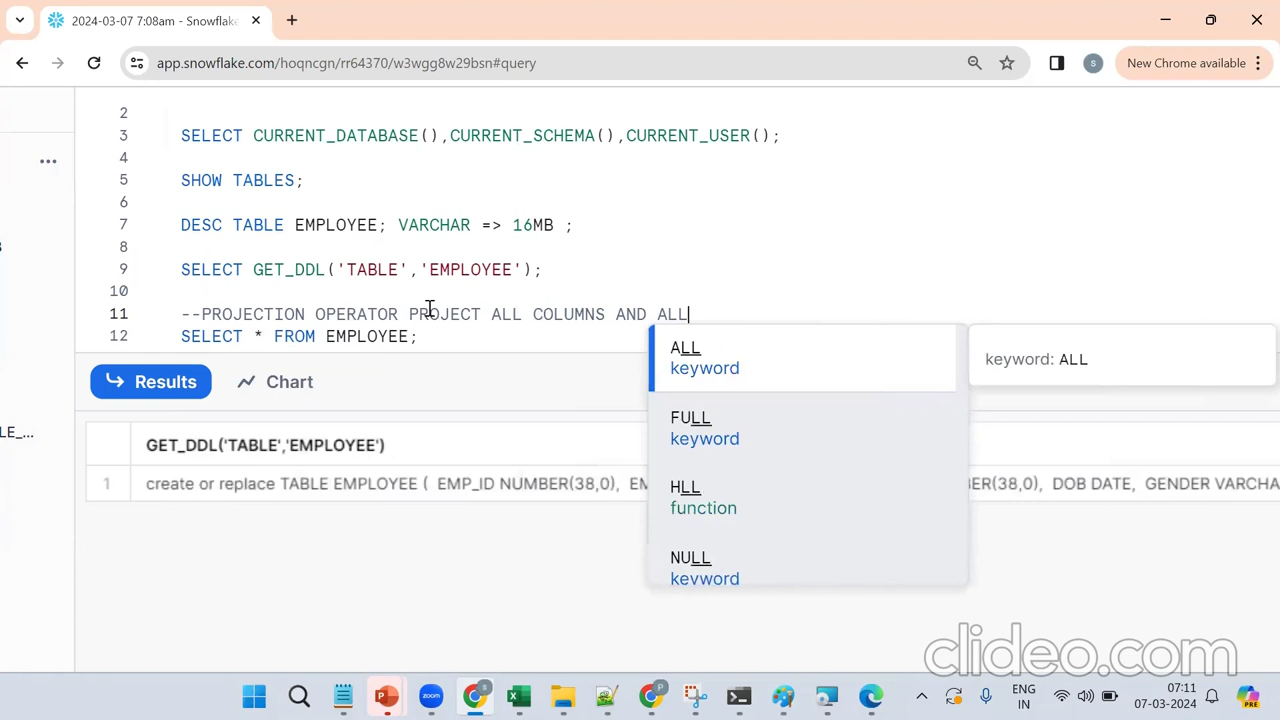 2024-03-07 7:08am - Snowflake
app.snowflake.com/hoqncgn/rr64370/w3wgg8w29bsn#query
s
New Chrome available
2
3 SELECT CURRENT_DATABASE(),CURRENT_SCHEMA(),CURRENT_USER();
4
5 SHOW TABLES;
6
7 DESC TABLE EMPLOYEE; VARCHAR => 16MB ;
8
9 SELECT GET_DDL('TABLE','EMPLOYEE');
10
11 --PROJECTION OPERATOR PROJECT ALL COLUMNS AND ALL
12 SELECT * FROM EMPLOYEE;
ALL
keyword
keyword: ALL
FULL
keyword
HLL
function
NULL
keyword
Results
Chart
LE_...
GET_DDL('TABLE','EMPLOYEE')
1 create or replace TABLE EMPLOYEE ( EMP_ID NUMBER(38,0), EM
ER(38,0), DOB DATE, GENDER VARCHA
clideo.com
zoom
ENG
IN
07:11
07-03-2024
PRE